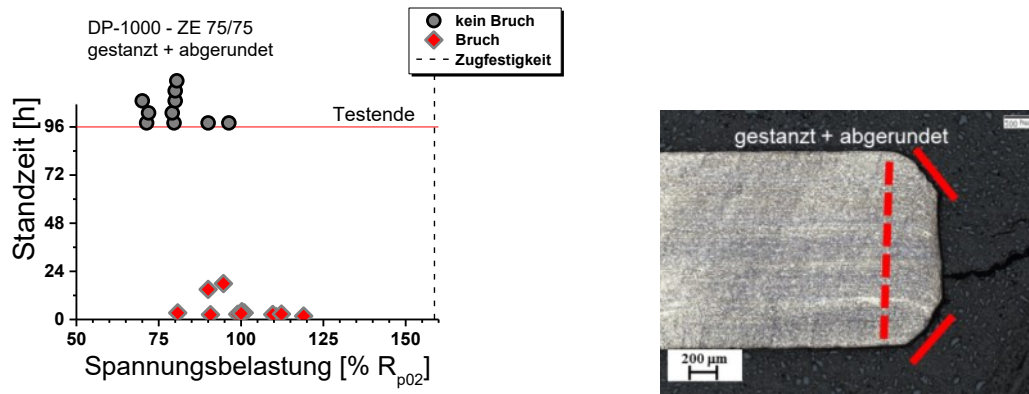 DP-1000 - ZE 75/75
gestanzt + abgerundet
kein Bruch
Bruch
Zugfestigkeit
Testende
Standzeit [h]
96
72
48
24
0
50
75
100
125
150
Spannungsbelastung [% Rp02]
gestanzt + abgerundet
200 µm